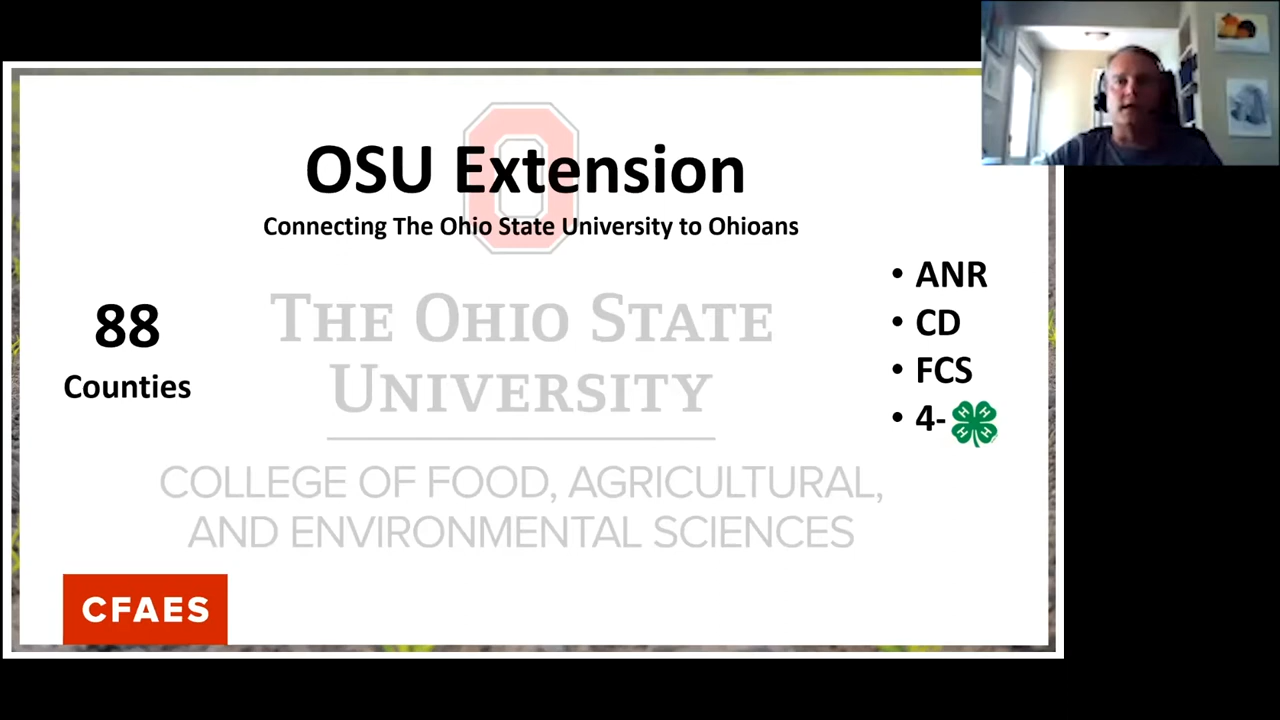 OSU Extension
Connecting The Ohio State University to Ohioans
88
Counties
• ANR
• CD
• FCS
• 4-
H H
H H
THE OHIO STATE
UNIVERSITY
COLLEGE OF FOOD, AGRICULTURAL,
AND ENVIRONMENTAL SCIENCES
CFAES